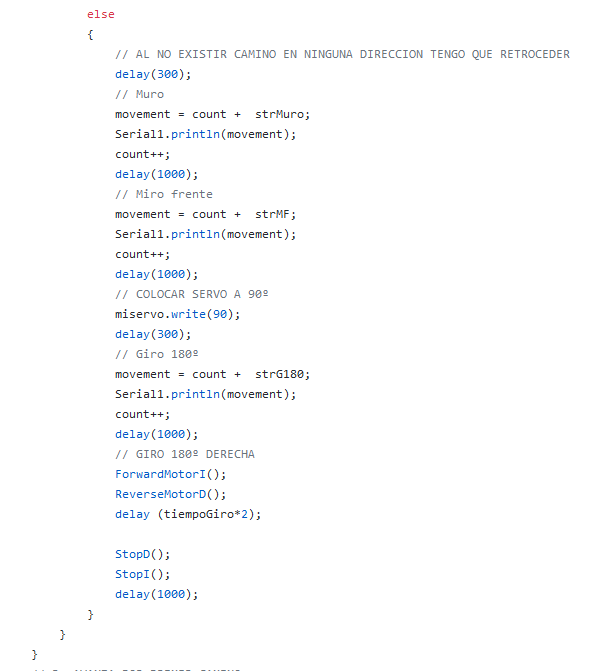 else
{
// AL NO EXISTIR CAMINO EN NINGUNA DIRECCION TENGO QUE RETROCEDER
delay(300);
// Muro
movement = count +  strMuro;
Serial1.println(movement);
count++;
delay(1000);
// Miro frente
movement = count +  strMF;
Serial1.println(movement);
count++;
delay(1000);
// COLOCAR SERVO A 90º
miservo.write(90);
delay(300);
// Giro 180º
movement = count +  strG180;
Serial1.println(movement);
count++;
delay(1000);
// GIRO 180º DERECHA
ForwardMotorI();
ReverseMotorD();
delay (tiempoGiro*2);
StopD();
StopI();
delay(1000);
}
}
}